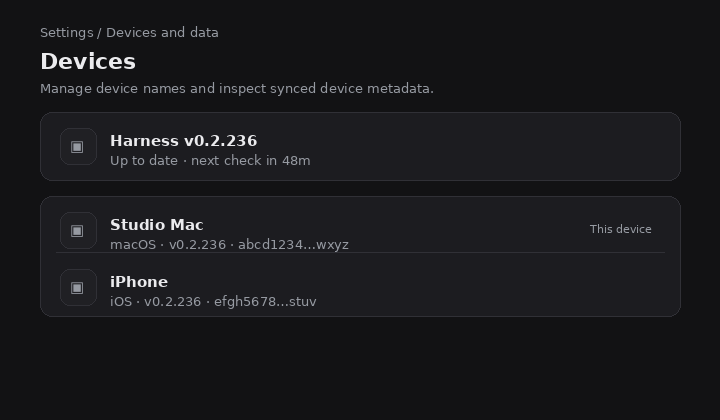 Settings / Devices and data
Devices
Manage device names and inspect synced device metadata.
Harness v0.2.236
Up to date · next check in 48m
Studio Mac
This device
macOS · v0.2.236 · abcd1234…wxyz
iPhone
iOS · v0.2.236 · efgh5678…stuv